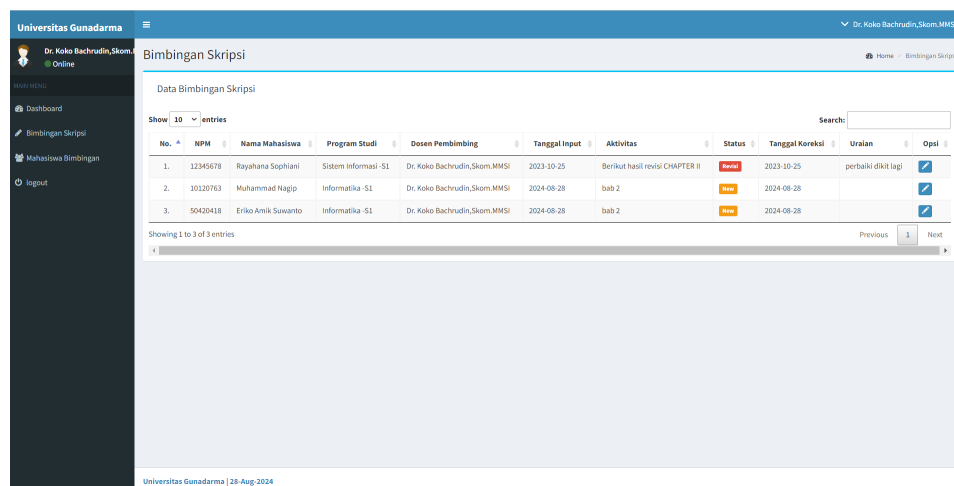 Universitas Gunadarma
Dr. Koko Bachrudin,Skom.MMS
Dr. Koko Bachrudin,Skom.
Online
MAIN MENU
Dashboard
Bimbingan Skripsi
Mahasiswa Bimbingan
logout
Bimbingan Skripsi
Home > Bimbingan Skrips
Data Bimbingan Skripsi
Show 10 entries
Search:
No. NPM Nama Mahasiswa Program Studi Dosen Pembimbing Tanggal Input Aktivitas Status Tanggal Koreksi Uraian Opsi
1. 12345678 Rayahana Sophiani Sistem Informasi -S1 Dr. Koko Bachrudin,Skom.MMSI 2023-10-25 Berikut hasil revisi CHAPTER II Revisi 2023-10-25 perbaiki dikit lagi
2. 10120763 Muhammad Nagip Informatika -S1 Dr. Koko Bachrudin,Skom.MMSI 2024-08-28 bab 2 New 2024-08-28
3. 50420418 Eriko Amik Suwanto Informatika -S1 Dr. Koko Bachrudin,Skom.MMSI 2024-08-28 bab 2 New 2024-08-28
Showing 1 to 3 of 3 entries
Previous 1 Next
Universitas Gunadarma | 28-Aug-2024